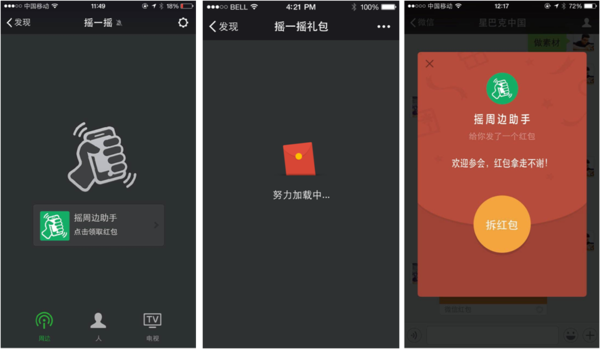 中国移动
11:49
18%
发现
摇一摇
摇周边助手
点击领取红包
周边
人
TV
电视
BELL
4:21 PM
100%
发现
摇一摇礼包
努力加载中...
中国移动
12:17
72%
微信
星巴克中国
摇周边助手
给你发了一个红包
欢迎参会，红包拿走不谢！
拆红包